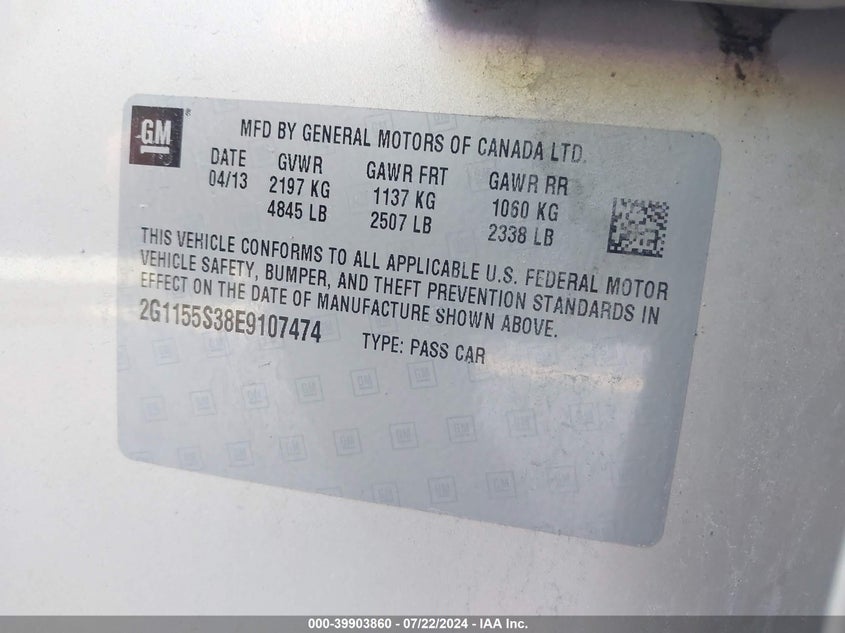 GM
MFD BY GENERAL MOTORS OF CANADA LTD.
DATE GVWR GAWR FRT GAWR RR
04/13 2197 KG 1137 KG 1060 KG
4845 LB 2507 LB 2338 LB
THIS VEHICLE CONFORMS TO ALL APPLICABLE U.S. FEDERAL MOTOR
VEHICLE SAFETY, BUMPER, AND THEFT PREVENTION STANDARDS IN
EFFECT ON THE DATE OF MANUFACTURE SHOWN ABOVE.
2G1155S38E9107474 TYPE: PASS CAR
000-39903860 - 07/22/2024 - IAA Inc.